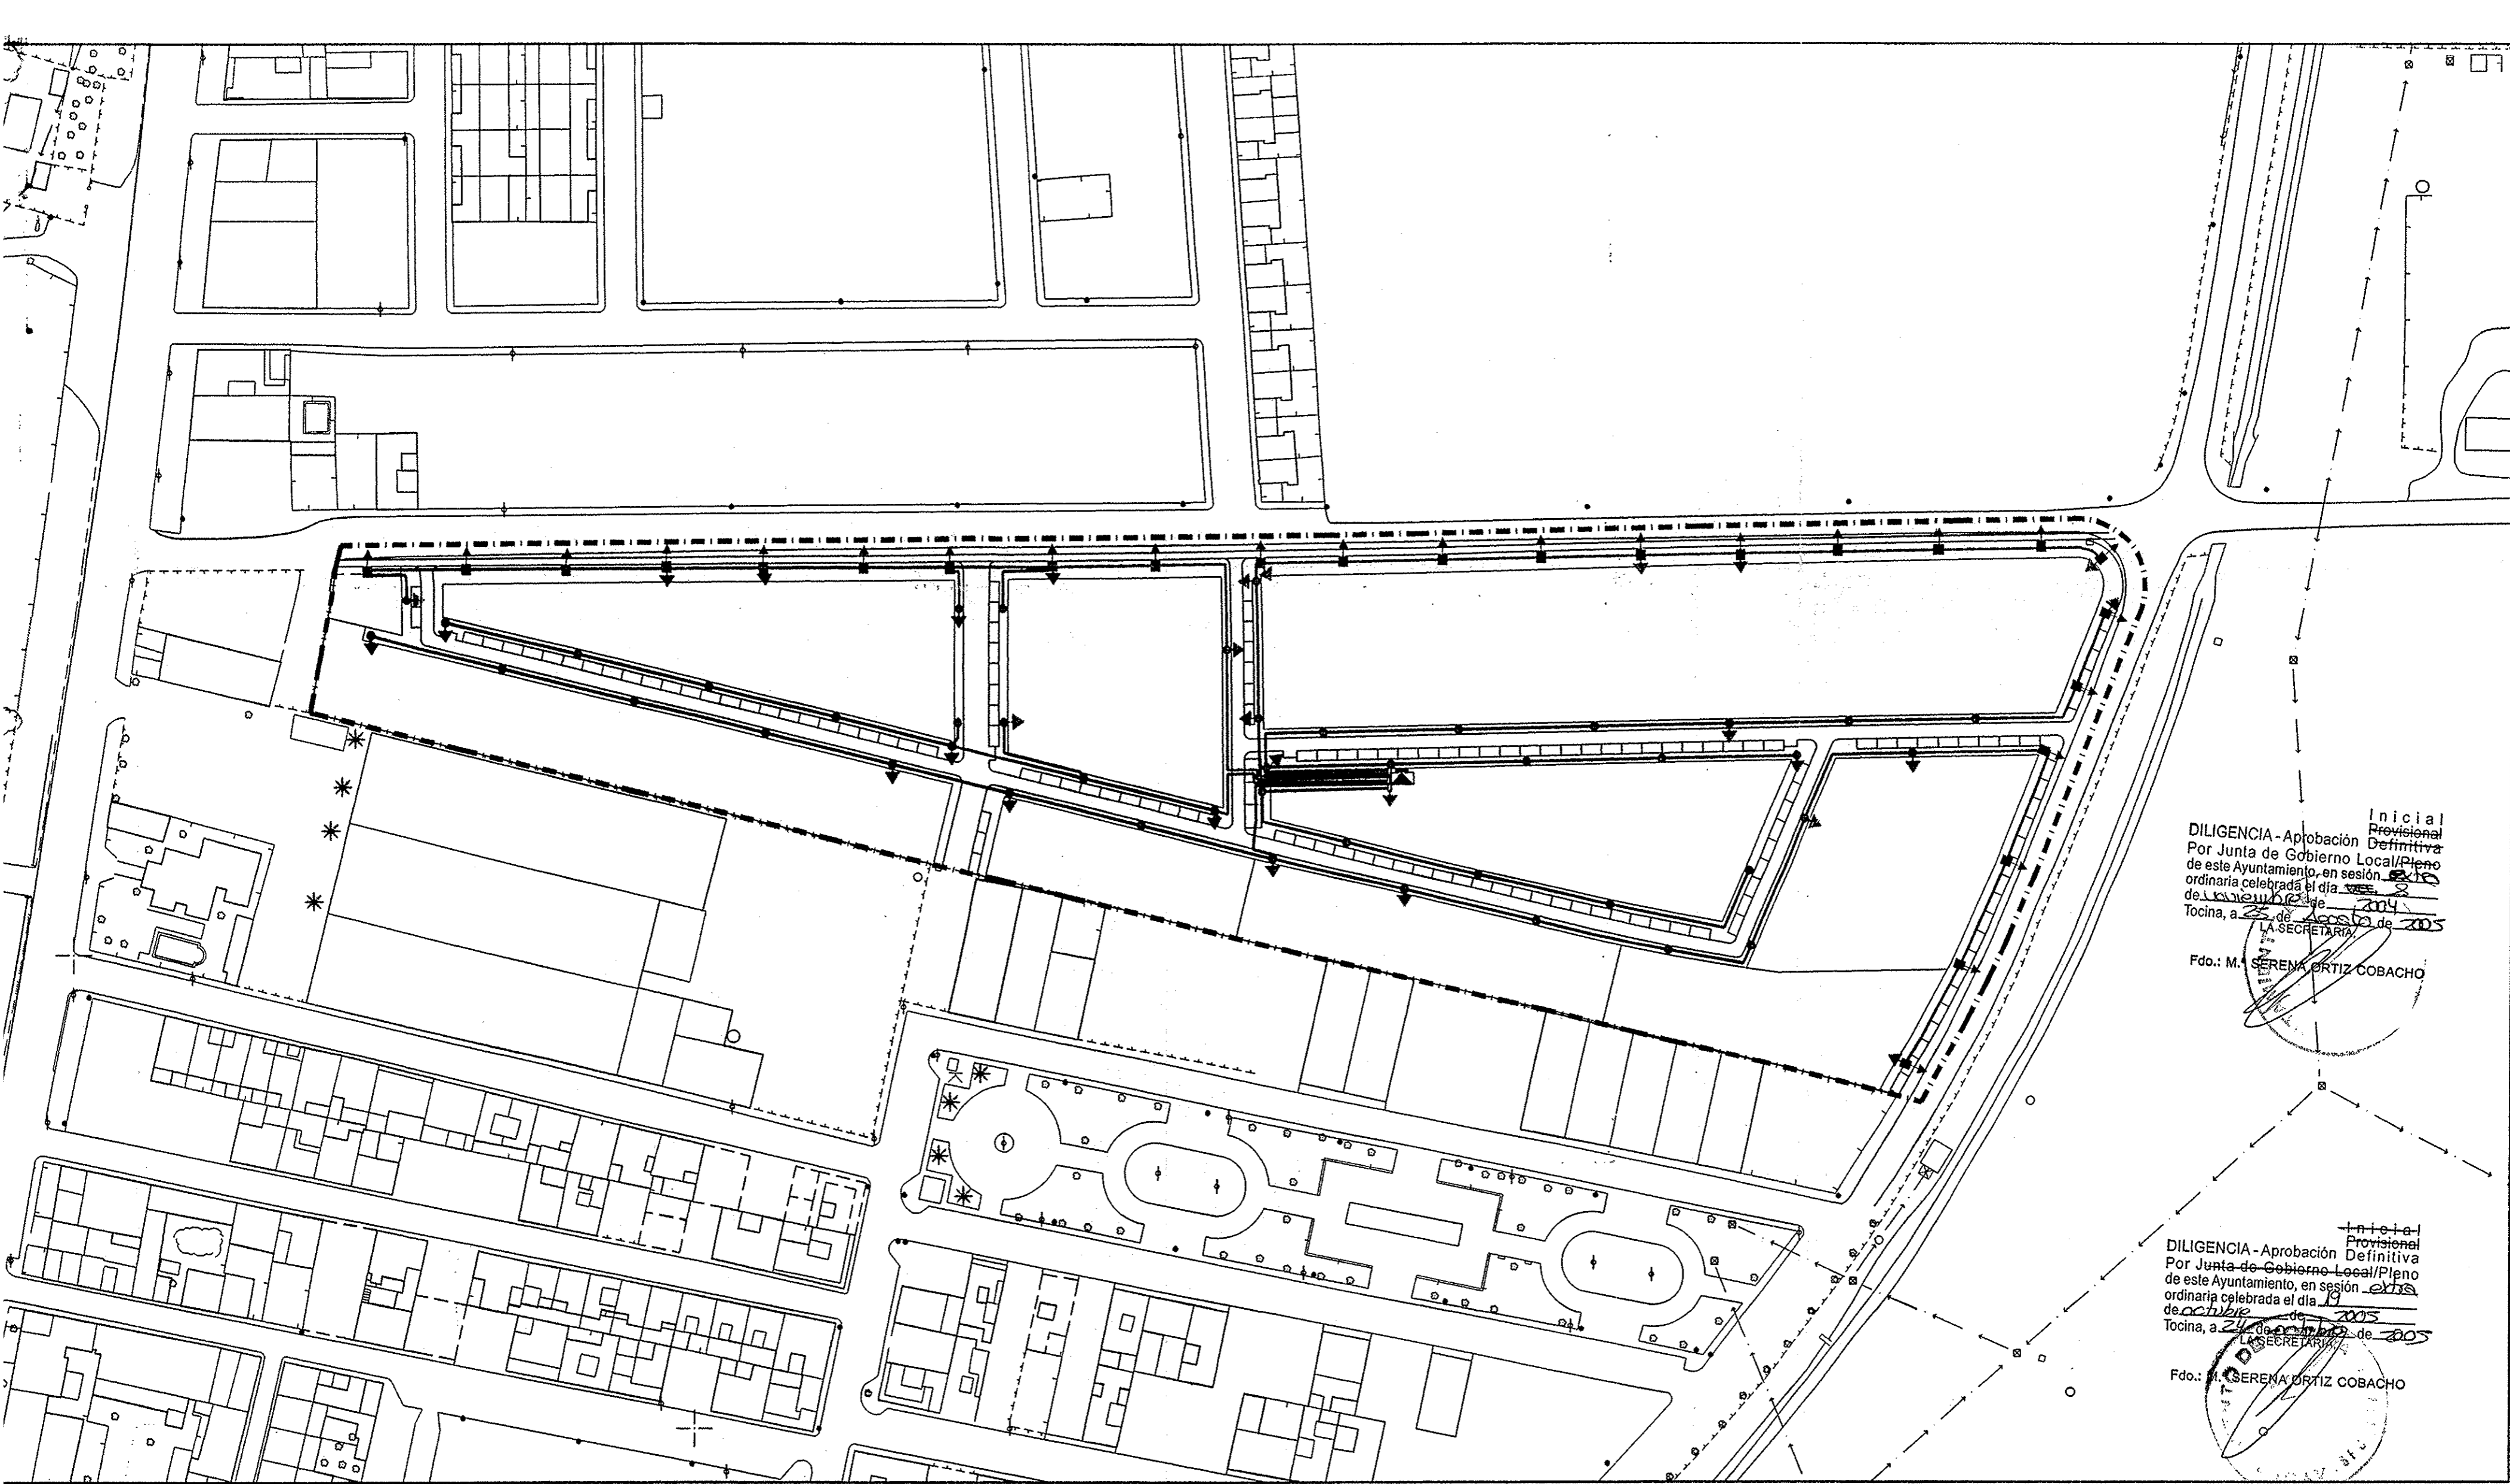 Inicial
Provisional
DILIGENCIA - Aprobación Definitiva
Por Junta de Gobierno Local/Pleno
de este Ayuntamiento, en sesión extra
ordinaria celebrada el día 2
de noviembre de 2004
Tocina, a 25 de Agosto de 2005
LA SECRETARIA,
Fdo.: M.ª SERENA ORTIZ COBACHO
Inicial
Provisional
DILIGENCIA - Aprobación Definitiva
Por Junta de Gobierno Local/Pleno
de este Ayuntamiento, en sesión extra
ordinaria celebrada el día 19
de octubre de 2005
Tocina, a 24 de octubre de 2005
LA SECRETARIA,
Fdo.: M.ª SERENA ORTIZ COBACHO